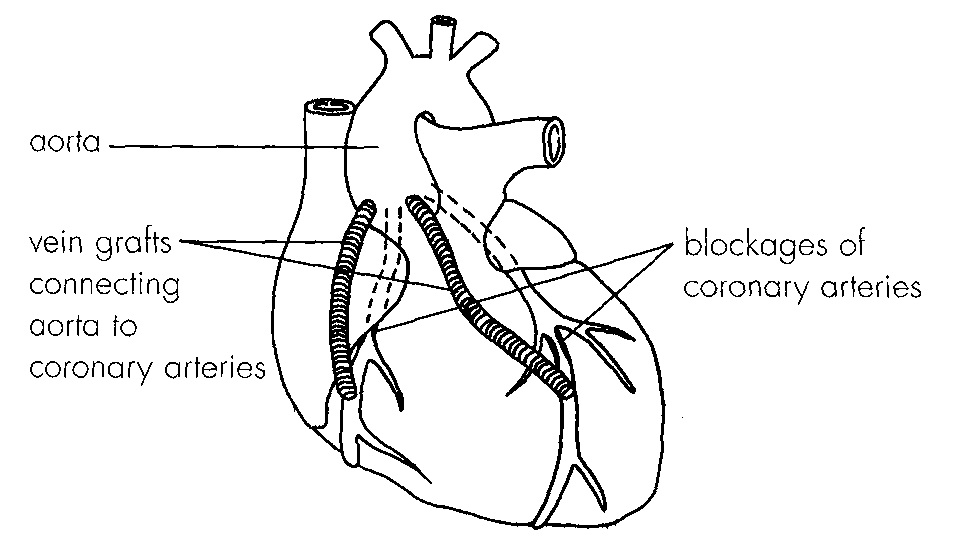 aorta
vein grafts
connecting
aorta to
coronary arteries
blockages of
coronary arteries